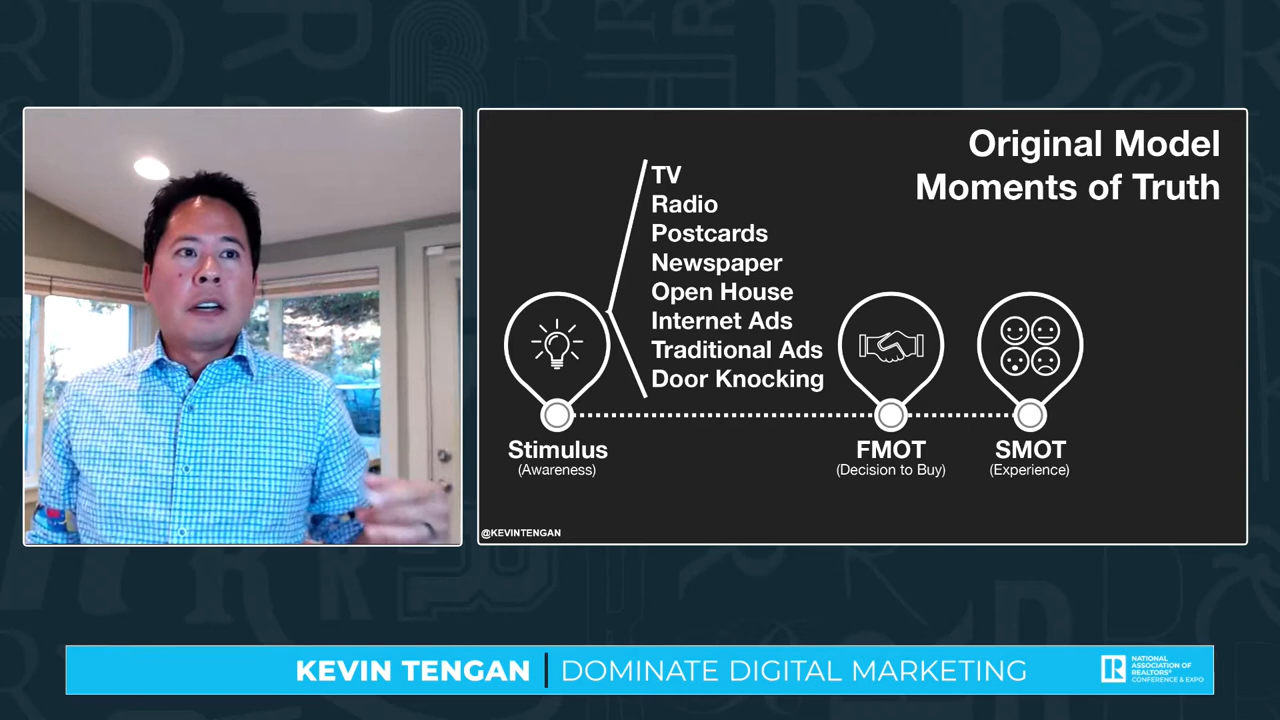 Original Model
Moments of Truth
TV
Radio
Postcards
Newspaper
Open House
Internet Ads
Traditional Ads
Door Knocking
Stimulus
(Awareness)
FMOT
(Decision to Buy)
SMOT
(Experience)
@KEVINTENGAN
KEVIN TENGAN | DOMINATE DIGITAL MARKETING
NATIONAL
ASSOCIATION OF
REALTORS®
CONFERENCE & EXPO